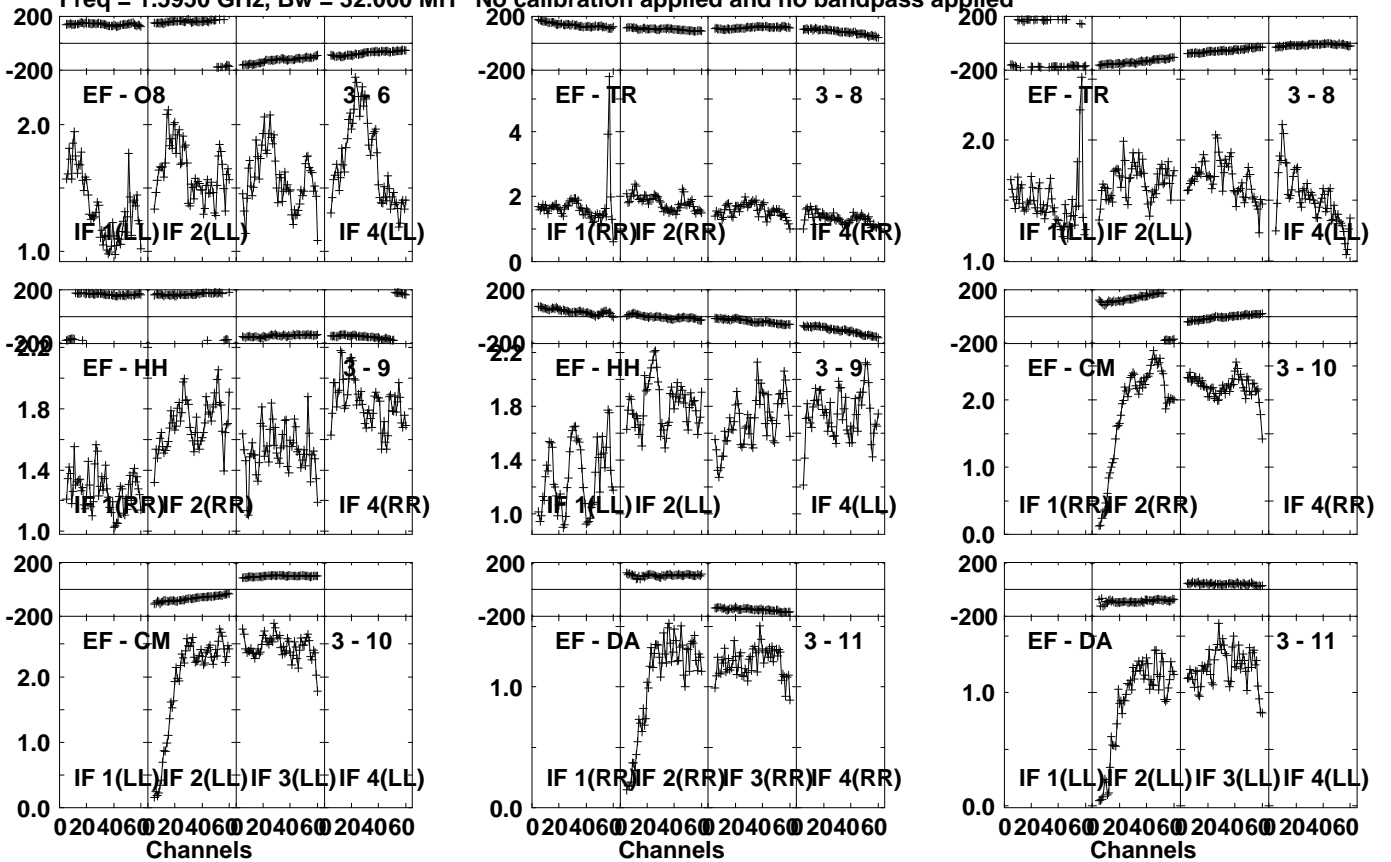 Freq = 1.5950 GHz, Bw = 32.000 MH No calibration applied and no bandpass applied
200
-200
EF - O8 3 - 6
2.0
1.0
IF 1(LL) IF 2(LL) IF 4(LL)
EF - TR 3 - 8
4
2
0
IF 1(RR) IF 2(RR) IF 4(RR)
200
-200
EF - TR 3 - 8
2.0
1.0
IF 1(LL) IF 2(LL) IF 4(LL)
200
-200
2.2
EF - HH 3 - 9
1.8
1.4
1.0
IF 1(RR) IF 2(RR) IF 4(RR)
200
-200
2.2
EF - HH 3 - 9
1.8
1.4
1.0
IF 1(LL) IF 2(LL) IF 4(LL)
200
-200
EF - CM 3 - 10
2.0
1.0
0.0
IF 1(RR) IF 2(RR) IF 4(RR)
200
-200
EF - CM 3 - 10
2.0
1.0
0.0
IF 1(LL) IF 2(LL) IF 3(LL) IF 4(LL)
0 20 40 60 0 20 40 60 0 20 40 60 0 20 40 60
Channels
200
-200
EF - DA 3 - 11
1.0
IF 1(RR) IF 2(RR) IF 3(RR) IF 4(RR)
0 20 40 60 0 20 40 60 0 20 40 60 0 20 40 60
Channels
200
-200
EF - DA 3 - 11
1.0
0.0
IF 1(LL) IF 2(LL) IF 3(LL) IF 4(LL)
0 20 40 60 0 20 40 60 0 20 40 60 0 20 40 60
Channels